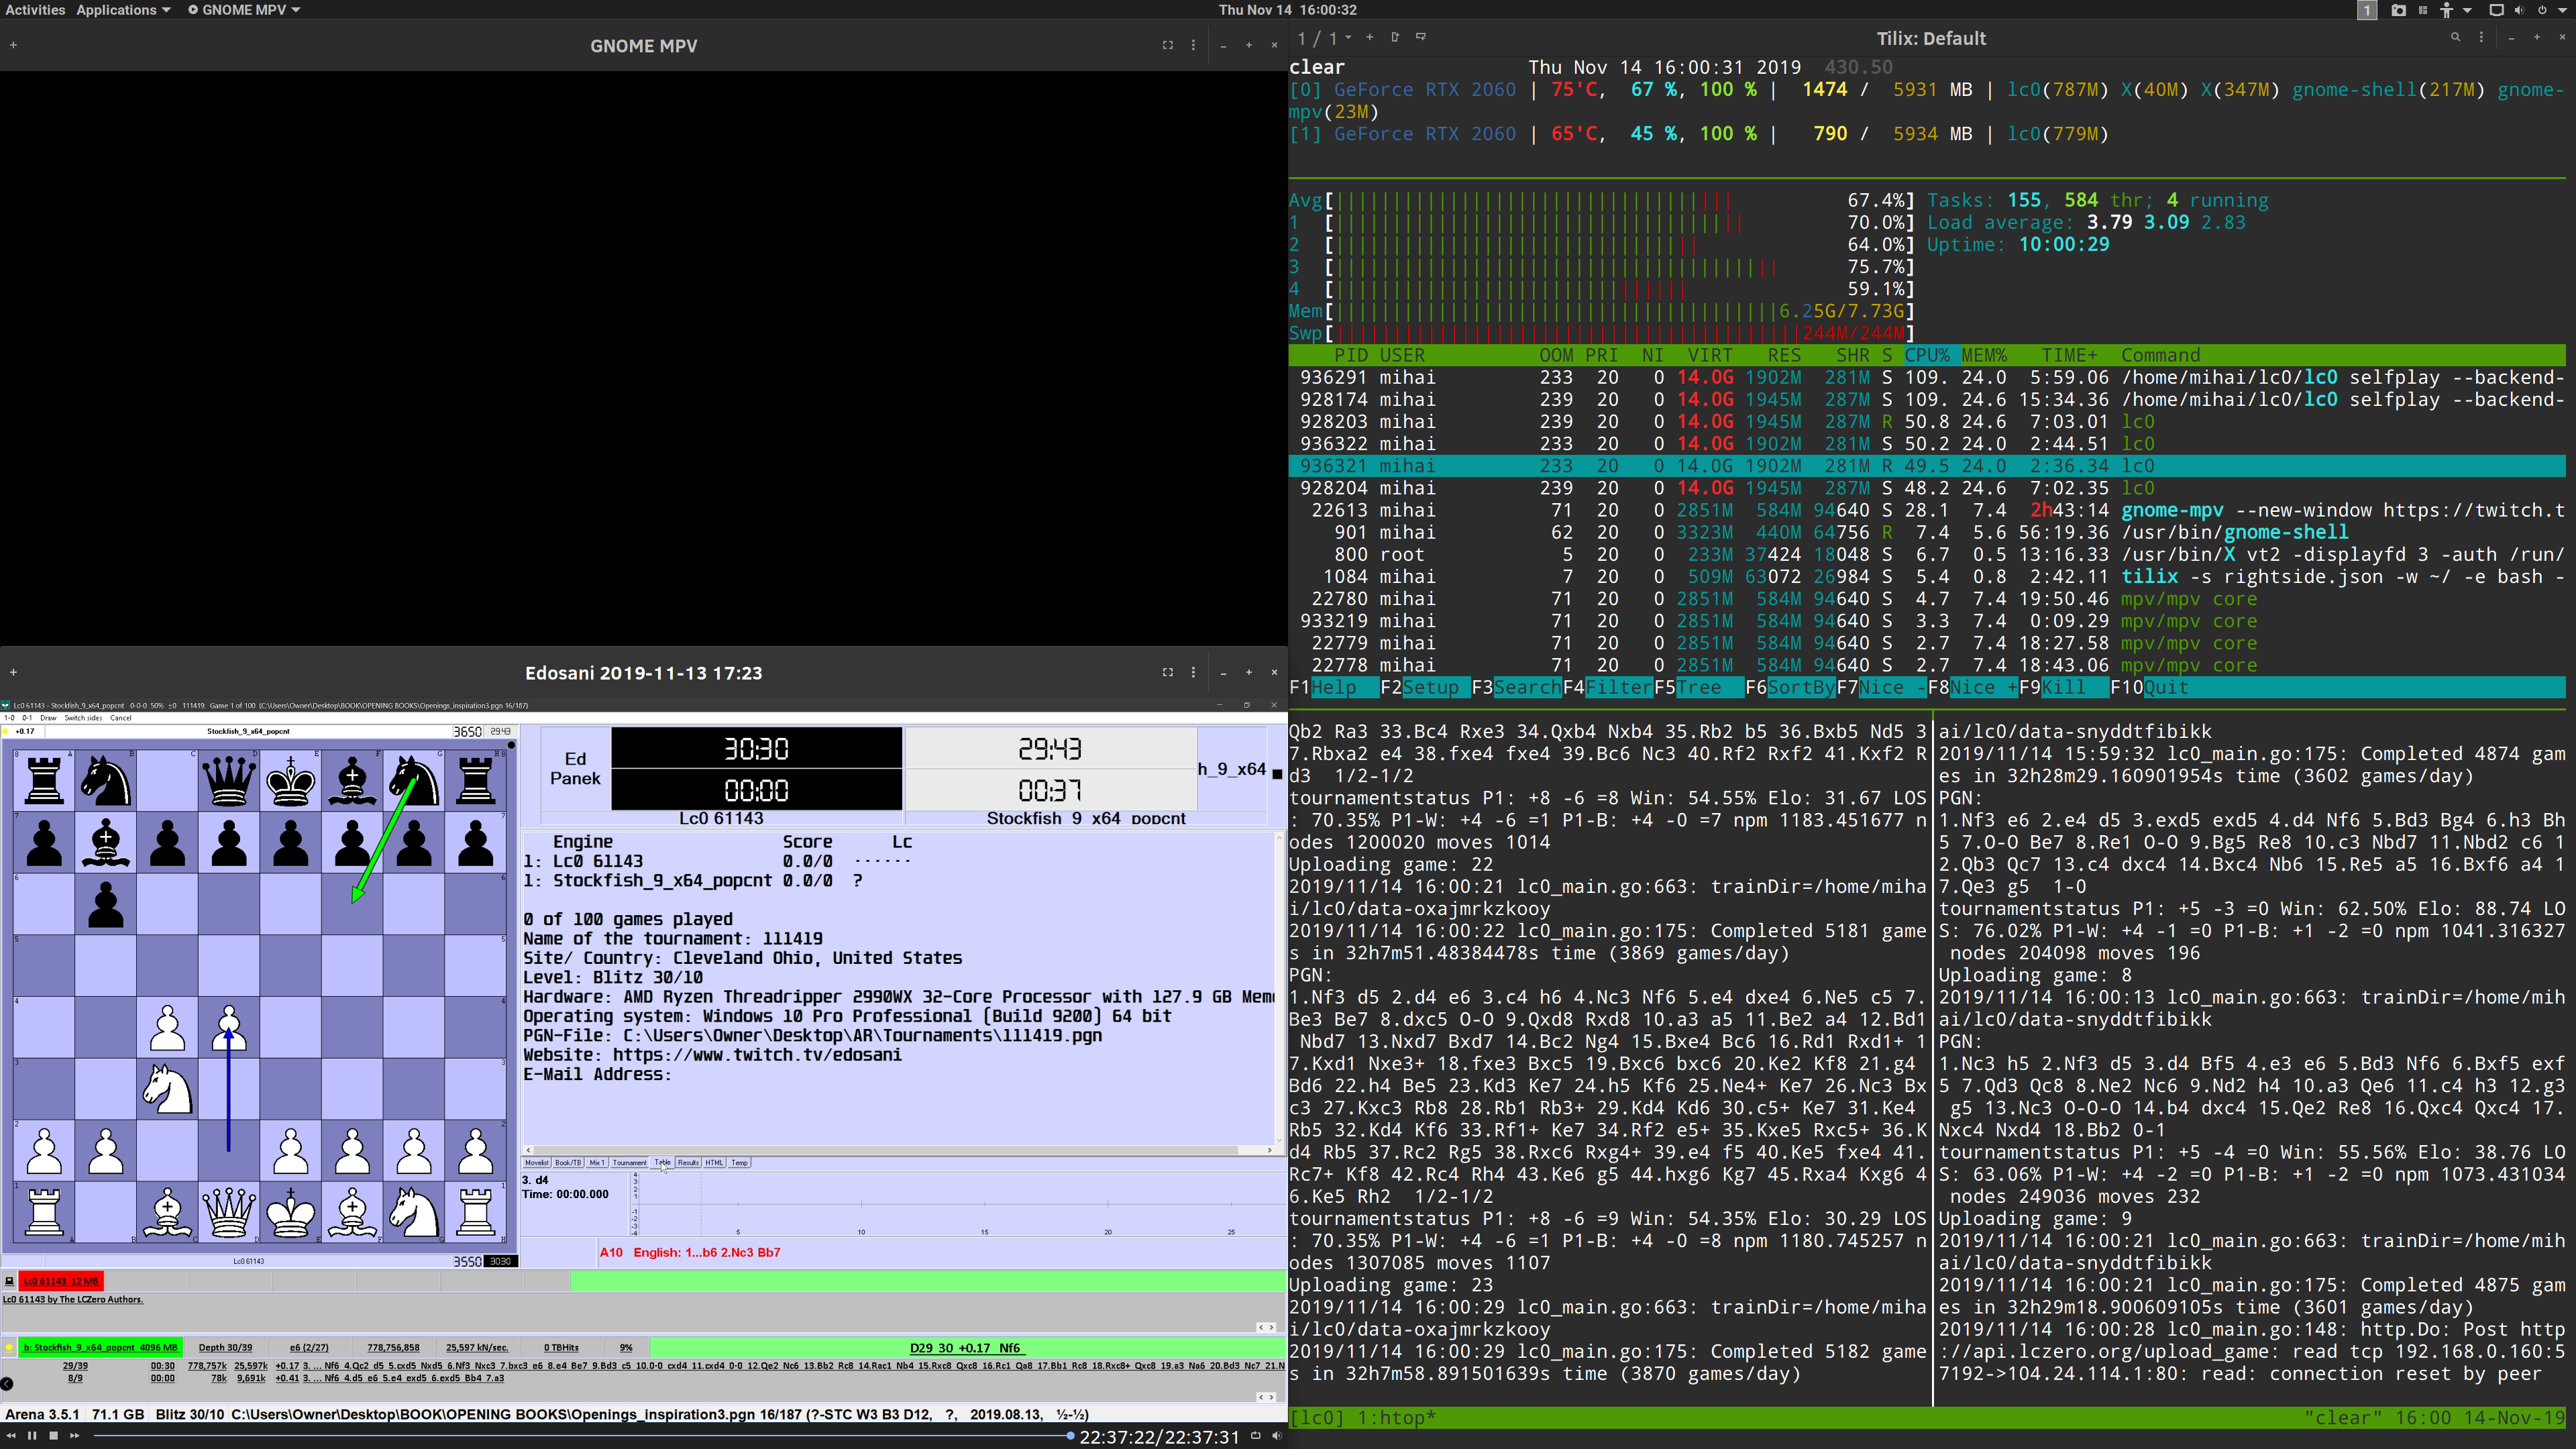 Activities Applications GNOME MPV Thu Nov 14 16:00:32 1
GNOME MPV
1 / 1 Tilix: Default
clear Thu Nov 14 16:00:31 2019 430.50
[0] GeForce RTX 2060 | 75'C, 67 %, 100 % | 1474 / 5931 MB | lc0(787M) X(40M) X(347M) gnome-shell(217M) gnome-
mpv(23M)
[1] GeForce RTX 2060 | 65'C, 45 %, 100 % | 790 / 5934 MB | lc0(779M)
Avg[ 67.4%] Tasks: 155, 584 thr; 4 running
1 [ 70.0%] Load average: 3.79 3.09 2.83
2 [ 64.0%] Uptime: 10:00:29
3 [ 75.7%]
4 [ 59.1%]
Mem[ 6.25G/7.73G]
Swp[ 244M/244M]
PID USER OOM PRI NI VIRT RES SHR S CPU% MEM% TIME+ Command
936291 mihai 233 20 0 14.0G 1902M 281M S 109. 24.0 5:59.06 /home/mihai/lc0/lc0 selfplay --backend-
928174 mihai 239 20 0 14.0G 1945M 287M S 109. 24.6 15:34.36 /home/mihai/lc0/lc0 selfplay --backend-
928203 mihai 239 20 0 14.0G 1945M 287M R 50.8 24.6 7:03.01 lc0
936322 mihai 233 20 0 14.0G 1902M 281M S 50.2 24.0 2:44.51 lc0
936321 mihai 233 20 0 14.0G 1902M 281M R 49.5 24.0 2:36.34 lc0
928204 mihai 239 20 0 14.0G 1945M 287M S 48.2 24.6 7:02.35 lc0
22613 mihai 71 20 0 2851M 584M 94640 S 28.1 7.4 2h43:14 gnome-mpv --new-window https://twitch.t
901 mihai 62 20 0 3323M 440M 64756 R 7.4 5.6 56:19.36 /usr/bin/gnome-shell
800 root 5 20 0 233M 37424 18048 S 6.7 0.5 13:16.33 /usr/bin/X vt2 -displayfd 3 -auth /run/
1084 mihai 7 20 0 509M 63072 26984 S 5.4 0.8 2:42.11 tilix -s rightside.json -w ~/ -e bash -
22780 mihai 71 20 0 2851M 584M 94640 S 4.7 7.4 19:50.46 mpv/mpv core
933219 mihai 71 20 0 2851M 584M 94640 S 3.3 7.4 0:09.29 mpv/mpv core
22779 mihai 71 20 0 2851M 584M 94640 S 2.7 7.4 18:27.58 mpv/mpv core
22778 mihai 71 20 0 2851M 584M 94640 S 2.7 7.4 18:43.06 mpv/mpv core
F1Help F2Setup F3SearchF4FilterF5Tree F6SortByF7Nice -F8Nice +F9Kill F10Quit
Qb2 Ra3 33.Bc4 Rxe3 34.Qxb4 Nxb4 35.Rb2 b5 36.Bxb5 Nd5 3
7.Rbxa2 e4 38.fxe4 fxe4 39.Bc6 Nc3 40.Rf2 Rxf2 41.Kxf2 R
d3 1/2-1/2
tournamentstatus P1: +8 -6 =8 Win: 54.55% Elo: 31.67 LOS
: 70.35% P1-W: +4 -6 =1 P1-B: +4 -0 =7 npm 1183.451677 n
odes 1200020 moves 1014
Uploading game: 22
2019/11/14 16:00:21 lc0_main.go:663: trainDir=/home/miha
i/lc0/data-oxajmrkzkooy
2019/11/14 16:00:22 lc0_main.go:175: Completed 5181 game
s in 32h7m51.48384478s time (3869 games/day)
PGN:
1.Nf3 d5 2.d4 e6 3.c4 h6 4.Nc3 Nf6 5.e4 dxe4 6.Ne5 c5 7.
Be3 Be7 8.dxc5 O-O 9.Qxd8 Rxd8 10.a3 a5 11.Be2 a4 12.Bd1
Nbd7 13.Nxd7 Bxd7 14.Bc2 Ng4 15.Bxe4 Bc6 16.Rd1 Rxd1+ 1
7.Kxd1 Nxe3+ 18.fxe3 Bxc5 19.Bxc6 bxc6 20.Ke2 Kf8 21.g4
Bd6 22.h4 Be5 23.Kd3 Ke7 24.h5 Kf6 25.Ne4+ Ke7 26.Nc3 Bx
c3 27.Kxc3 Rb8 28.Rb1 Rb3+ 29.Kd4 Kd6 30.c5+ Ke7 31.Ke4
Rb5 32.Kd4 Kf6 33.Rf1+ Ke7 34.Rf2 e5+ 35.Kxe5 Rxc5+ 36.K
d4 Rb5 37.Rc2 Rg5 38.Rxc6 Rxg4+ 39.e4 f5 40.Ke5 fxe4 41.
Rc7+ Kf8 42.Rc4 Rh4 43.Ke6 g5 44.hxg6 Kg7 45.Rxa4 Kxg6 4
6.Ke5 Rh2 1/2-1/2
tournamentstatus P1: +8 -6 =9 Win: 54.35% Elo: 30.29 LOS
: 70.35% P1-W: +4 -6 =1 P1-B: +4 -0 =8 npm 1180.745257 n
odes 1307085 moves 1107
Uploading game: 23
2019/11/14 16:00:29 lc0_main.go:663: trainDir=/home/miha
i/lc0/data-oxajmrkzkooy
2019/11/14 16:00:29 lc0_main.go:175: Completed 5182 game
s in 32h7m58.891501639s time (3870 games/day)
ai/lc0/data-snyddtfibikk
2019/11/14 15:59:32 lc0_main.go:175: Completed 4874 gam
es in 32h28m29.160901954s time (3602 games/day)
PGN:
1.Nf3 e6 2.e4 d5 3.exd5 exd5 4.d4 Nf6 5.Bd3 Bg4 6.h3 Bh
5 7.O-O Be7 8.Re1 O-O 9.Bg5 Re8 10.c3 Nbd7 11.Nbd2 c6 1
2.Qb3 Qc7 13.c4 dxc4 14.Bxc4 Nb6 15.Re5 a5 16.Bxf6 a4 1
7.Qe3 g5 1-0
tournamentstatus P1: +5 -3 =0 Win: 62.50% Elo: 88.74 LO
S: 76.02% P1-W: +4 -1 =0 P1-B: +1 -2 =0 npm 1041.316327
nodes 204098 moves 196
Uploading game: 8
2019/11/14 16:00:13 lc0_main.go:663: trainDir=/home/mih
ai/lc0/data-snyddtfibikk
PGN:
1.Nc3 h5 2.Nf3 d5 3.d4 Bf5 4.e3 e6 5.Bd3 Nf6 6.Bxf5 exf
5 7.Qd3 Qc8 8.Ne2 Nc6 9.Nd2 h4 10.a3 Qe6 11.c4 h3 12.g3
g5 13.Nc3 O-O-O 14.b4 dxc4 15.Qe2 Re8 16.Qxc4 Qxc4 17.
Nxc4 Nxd4 18.Bb2 0-1
tournamentstatus P1: +5 -4 =0 Win: 55.56% Elo: 38.76 LO
S: 63.06% P1-W: +4 -2 =0 P1-B: +1 -2 =0 npm 1073.431034
nodes 249036 moves 232
Uploading game: 9
2019/11/14 16:00:21 lc0_main.go:663: trainDir=/home/mih
ai/lc0/data-snyddtfibikk
2019/11/14 16:00:21 lc0_main.go:175: Completed 4875 gam
es in 32h29m18.900609105s time (3601 games/day)
2019/11/14 16:00:28 lc0_main.go:148: http.Do: Post http
://api.lczero.org/upload_game: read tcp 192.168.0.160:5
7192->104.24.114.1:80: read: connection reset by peer
[lc0] 1:htop* "clear" 16:00 14-Nov-19
Edosani 2019-11-13 17:23
Lc0 61143 - Stockfish_9_x64_popcnt 0-0-0 50% ±0 111419: Game 1 of 100 (C:\Users\Owner\Desktop\BOOK\OPENING BOOKS\Openings_inspiration3.pgn 16/187)
1-0 0-1 Draw Switch sides Cancel
+0.17 Stockfish_9_x64_popcnt 3650 29:43
Ed Panek 30:30 29:43 h_9_x64
00:00 00:37
Lc0 61143 Stockfish_9_x64_popcnt
Engine Score Lc
1: Lc0 61143 0.0/0 ······
1: Stockfish_9_x64_popcnt 0.0/0 ?
0 of 100 games played
Name of the tournament: 111419
Site/ Country: Cleveland Ohio, United States
Level: Blitz 30/10
Hardware: AMD Ryzen Threadripper 2990WX 32-Core Processor with 127.9 GB Mem
Operating system: Windows 10 Pro Professional (Build 9200) 64 bit
PGN-File: C:\Users\Owner\Desktop\AR\Tournaments\111419.pgn
Website: https://www.twitch.tv/edosani
E-Mail Address:
Movelist Book/TB Mix 1 Tournament Table Results HTML Temp
3. d4
Time: 00:00.000
5 10 15 20 25
A10 English: 1...b6 2.Nc3 Bb7
Lc0 61143 3550 30:30
Lc0 61143 12 MB
Lc0 61143 by The LCZero Authors.
b: Stockfish_9_x64_popcnt 4096 MB Depth 30/39 e6 (2/27) 778,756,858 25,597 kN/sec. 0 TBHits 9% D29 30 +0.17 Nf6
29/39 00:30 778,757k 25,597k +0.17 3. ... Nf6 4.Qc2 d5 5.cxd5 Nxd5 6.Nf3 Nxc3 7.bxc3 e6 8.e4 Be7 9.Bd3 c5 10.0-0 cxd4 11.cxd4 0-0 12.Qe2 Nc6 13.Bb2 Rc8 14.Rac1 Nb4 15.Rxc8 Qxc8 16.Rc1 Qa8 17.Bb1 Rc8 18.Rxc8+ Qxc8 19.a3 Na6 20.Bd3 Nc7 21.N
8/9 00:00 78k 9,691k +0.41 3. ... Nf6 4.d5 e6 5.e4 exd5 6.exd5 Bb4 7.a3
Arena 3.5.1 71.1 GB Blitz 30/10 C:\Users\Owner\Desktop\BOOK\OPENING BOOKS\Openings_inspiration3.pgn 16/187 (?-STC W3 B3 D12, ?, 2019.08.13, ½-½)
22:37:22/22:37:31